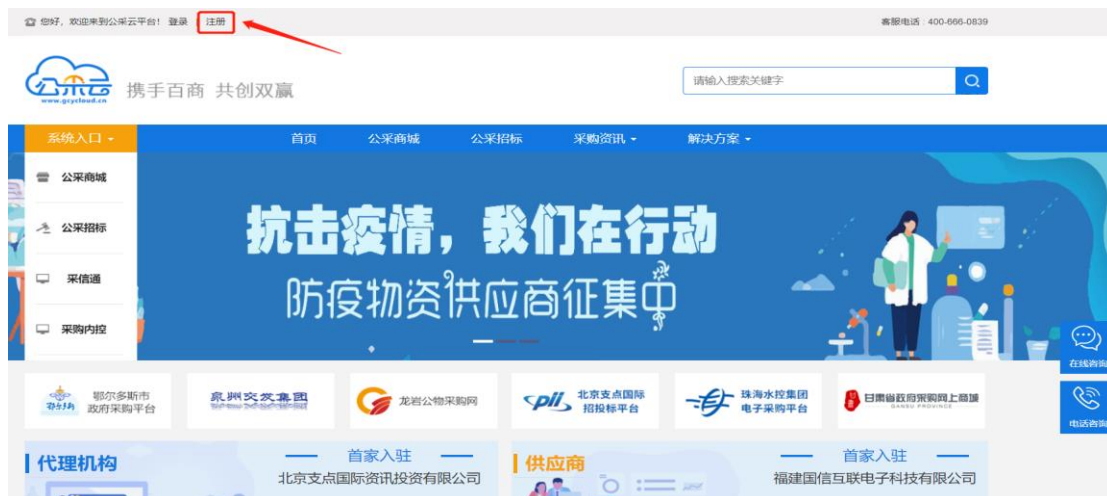 您好，欢迎来到公采云平台！ 登录 注册
客服电话：400-666-0839
公采云
www.gcycloud.cn
携手百商 共创双赢
请输入搜索关键字
系统入口
首页 公采商城 公采招标 采购资讯 解决方案
公采商城
公采招标
采信通
采购内控
抗击疫情，我们在行动
防疫物资供应商征集中
在线咨询
电话咨询
鄂尔多斯市
政府采购平台
泉州交发集团
龙岩公物采购网
pii 北京支点国际
招投标平台
珠海水控集团
电子采购平台
甘肃省政府采购网上商城
GANSU PROVINCE
代理机构
首家入驻
北京支点国际资讯投资有限公司
供应商
首家入驻
福建国信互联电子科技有限公司